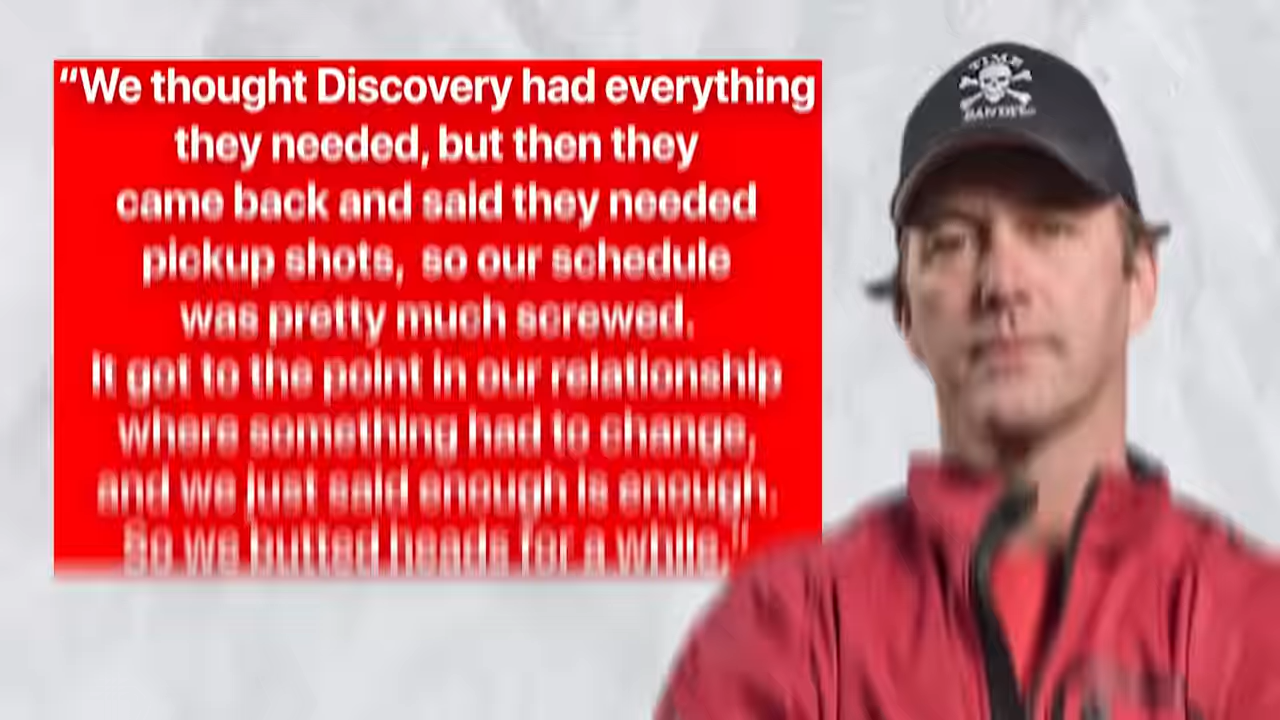 “We thought Discovery had everything
they needed, but then they
came back and said they needed
pickup shots, so our schedule
was pretty much screwed.
It got to the point in our relationship
where something had to change,
and we just said enough is enough.
So we butted heads for a while."
TIME
BANDIT